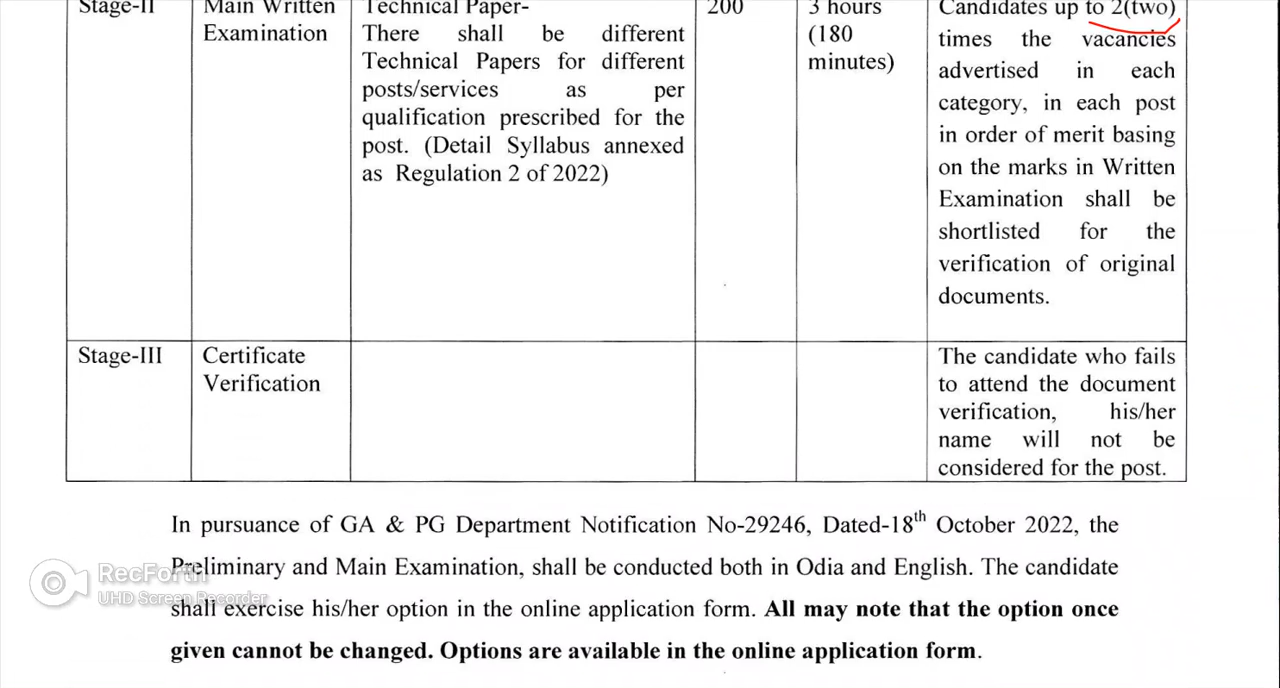 Stage-II
Main Written
Examination
Technical Paper-
There shall be different
Technical Papers for different
posts/services as per
qualification prescribed for the
post. (Detail Syllabus annexed
as Regulation 2 of 2022)
200
3 hours
(180
minutes)
Candidates up to 2(two)
times the vacancies
advertised in each
category, in each post
in order of merit basing
on the marks in Written
Examination shall be
shortlisted for the
verification of original
documents.
Stage-III
Certificate
Verification
The candidate who fails
to attend the document
verification, his/her
name will not be
considered for the post.
In pursuance of GA & PG Department Notification No-29246, Dated-18th October 2022, the
Preliminary and Main Examination, shall be conducted both in Odia and English. The candidate
shall exercise his/her option in the online application form. All may note that the option once
given cannot be changed. Options are available in the online application form.
RecForth
UHD Screen Recorder